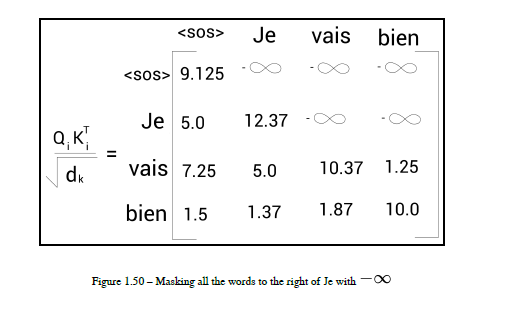 <sos> Je vais bien
<sos> 9.125 -∞ -∞ -∞
Je 5.0 12.37 -∞ -∞
QᵢKᵢᵀ
√dₖ
=
vais 7.25 5.0 10.37 1.25
bien 1.5 1.37 1.87 10.0
Figure 1.50 – Masking all the words to the right of Je with −∞